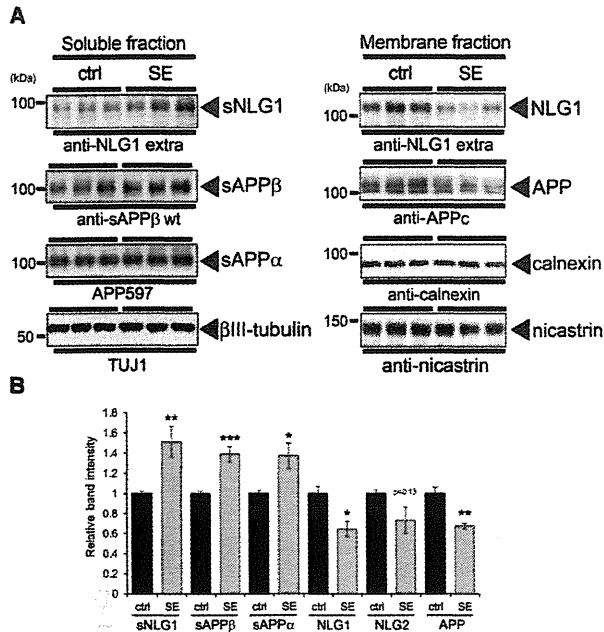 A
Soluble fraction
ctrl SE
(kDa)
100
sNLG1
anti-NLG1 extra
100
sAPPβ
anti-sAPPβ wt
100
sAPPα
APP597
50
βIII-tubulin
TUJ1
Membrane fraction
ctrl SE
(kDa)
100
NLG1
anti-NLG1 extra
100
APP
anti-APPc
100
calnexin
anti-calnexin
150
nicastrin
anti-nicastrin
B
Relative band intensity
1.8
1.6
1.4
1.2
1
0.8
0.6
0.4
0.2
0
** *** * * p=0.13 **
ctrl SE ctrl SE ctrl SE ctrl SE ctrl SE ctrl SE
sNLG1 sAPPβ sAPPα NLG1 NLG2 APP